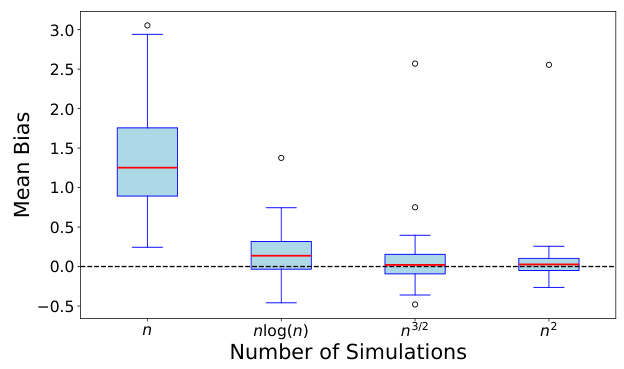 Mean Bias
3.0
2.5
2.0
1.5
1.0
0.5
0.0
−0.5
n
nlog(n)
n^{3/2}
n^2
Number of Simulations